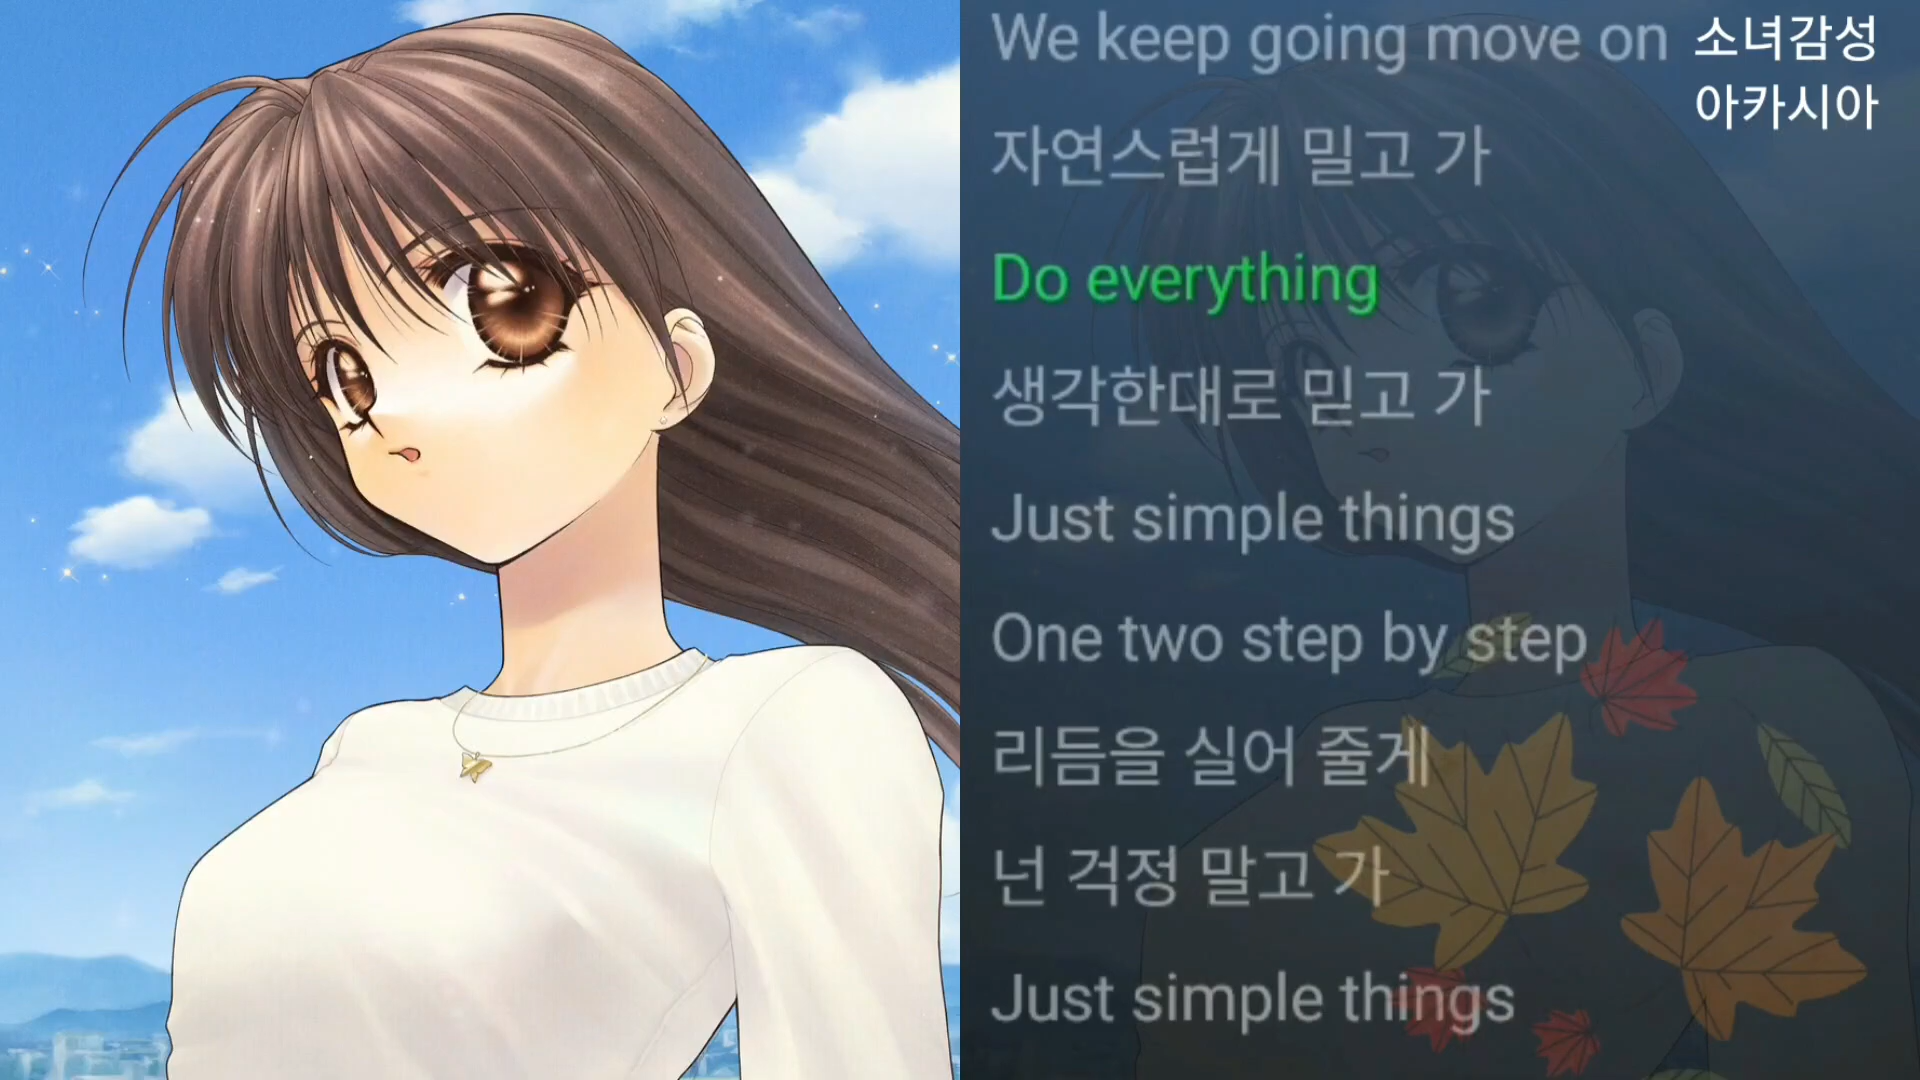 We keep going move on
소녀감성
아카시아
자연스럽게 밀고 가
Do everything
생각한대로 믿고 가
Just simple things
One two step by step
리듬을 실어 줄게
넌 걱정 말고 가
Just simple things